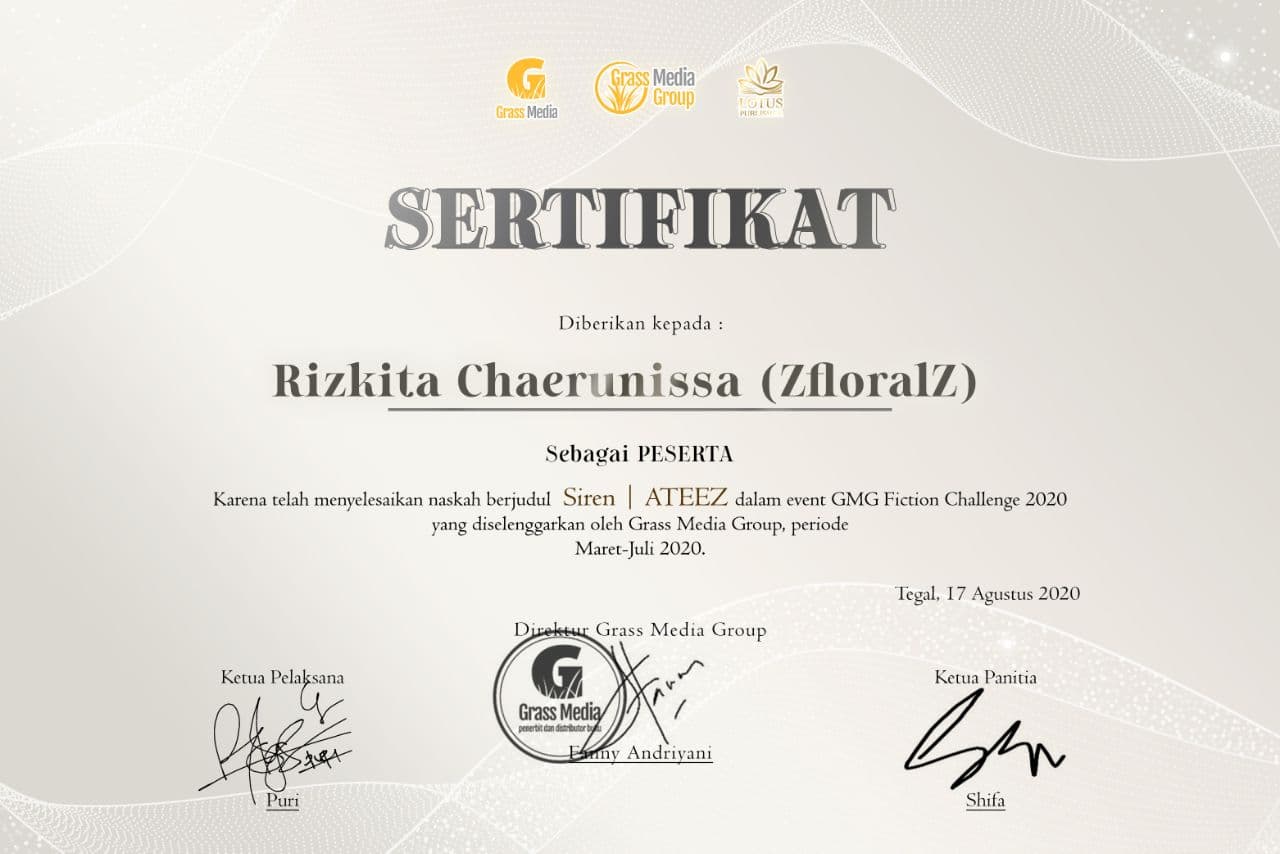 G
Grass Media
Grass Media
Group
LOTUS
SERTIFIKAT
Diberikan kepada :
Rizkita Chaerunissa (ZfloralZ)
Sebagai PESERTA
Karena telah menyelesaikan naskah berjudul Siren | ATEEZ dalam event GMG Fiction Challenge 2020
yang diselenggarkan oleh Grass Media Group, periode
Maret-Juli 2020.
Tegal, 17 Agustus 2020
Direktur Grass Media Group
Ketua Pelaksana
Ketua Panitia
G
Grass Media
penerbit dan distributor buku
Fanny Andriyani
Puri
Shifa